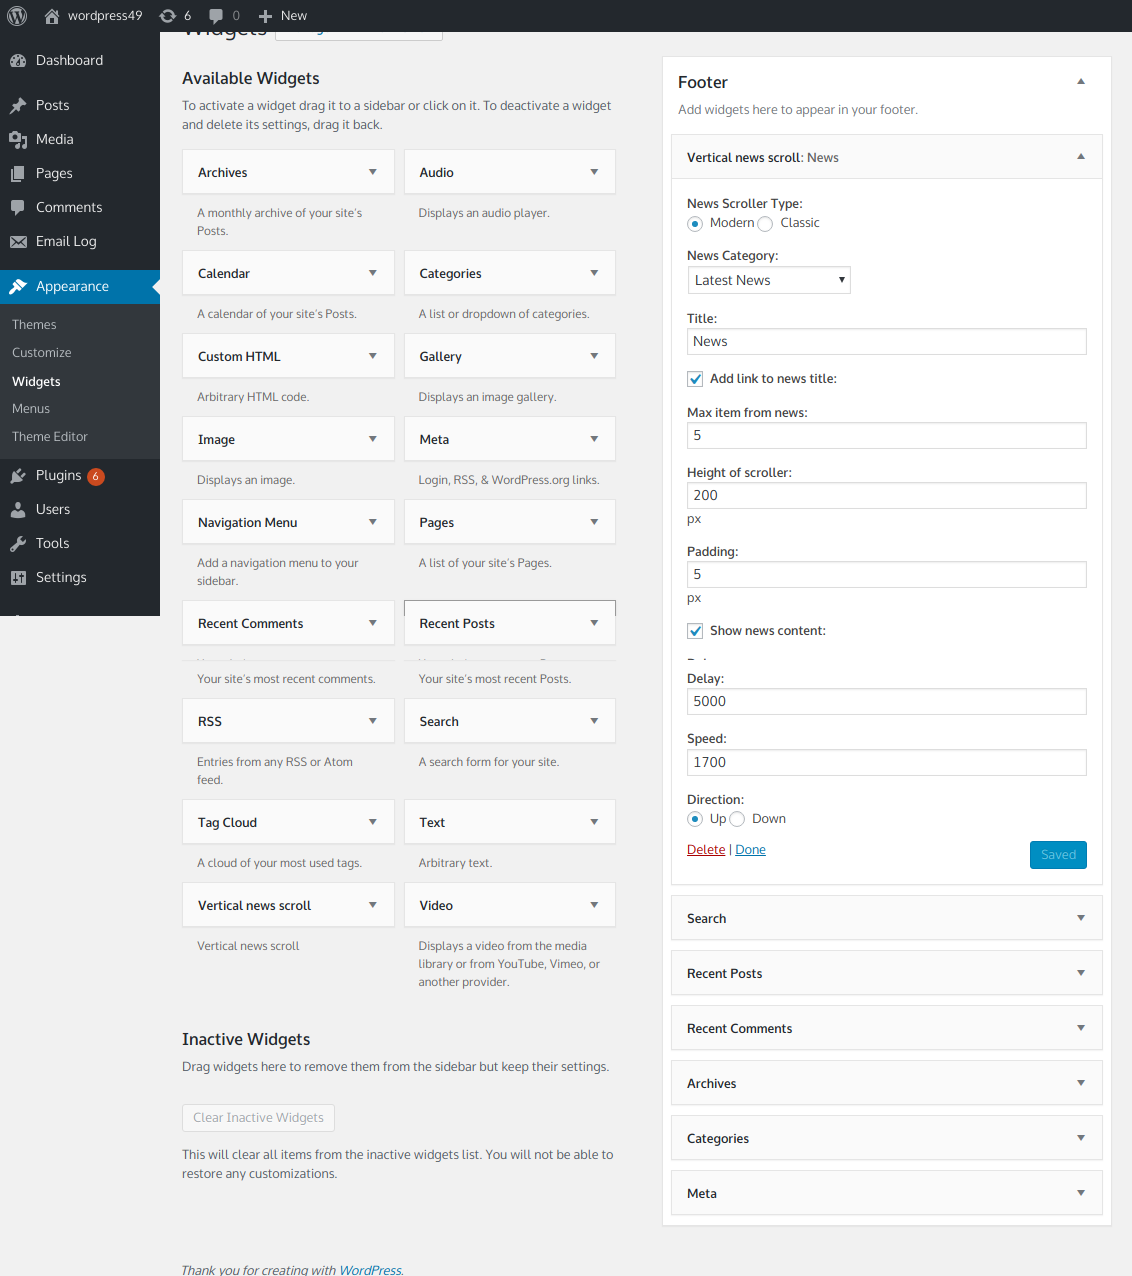 wordpress49 6 0 New
Widgets
Dashboard
Posts
Media
Pages
Comments
Email Log
Appearance
Themes
Customize
Widgets
Menus
Theme Editor
Plugins 6
Users
Tools
Settings
Available Widgets
To activate a widget drag it to a sidebar or click on it. To deactivate a widget
and delete its settings, drag it back.
Archives
A monthly archive of your site's
Posts.
Audio
Displays an audio player.
Calendar
A calendar of your site's Posts.
Categories
A list or dropdown of categories.
Custom HTML
Arbitrary HTML code.
Gallery
Displays an image gallery.
Image
Displays an image.
Meta
Login, RSS, & WordPress.org links.
Navigation Menu
Add a navigation menu to your
sidebar.
Pages
A list of your site's Pages.
Recent Comments
Your site's most recent comments.
Recent Posts
Your site's most recent Posts.
RSS
Entries from any RSS or Atom
feed.
Search
A search form for your site.
Tag Cloud
A cloud of your most used tags.
Text
Arbitrary text.
Vertical news scroll
Vertical news scroll
Video
Displays a video from the media
library or from YouTube, Vimeo, or
another provider.
Inactive Widgets
Drag widgets here to remove them from the sidebar but keep their settings.
Clear Inactive Widgets
This will clear all items from the inactive widgets list. You will not be able to
restore any customizations.
Thank you for creating with WordPress.
Footer
Add widgets here to appear in your footer.
Vertical news scroll: News
News Scroller Type:
Modern Classic
News Category:
Latest News
Title:
News
Add link to news title:
Max item from news:
5
Height of scroller:
200
px
Padding:
5
px
Show news content:
Delay:
5000
Speed:
1700
Direction:
Up Down
Delete | Done
Saved
Search
Recent Posts
Recent Comments
Archives
Categories
Meta